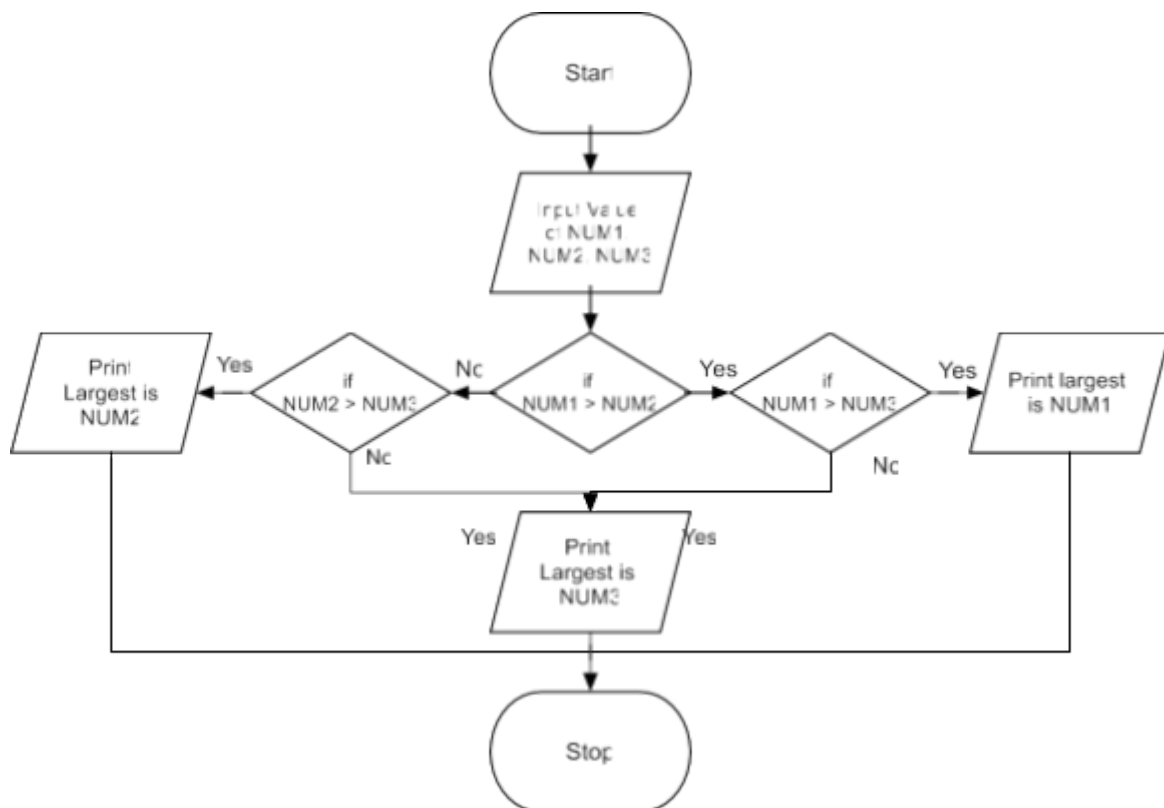 Start
Input Value
of NUM1,
NUM2, NUM3
No
Yes
Yes
Yes
Print
Largest is
NUM2
if
NUM2 > NUM3
if
NUM1 > NUM2
if
NUM1 > NUM3
Print largest
is NUM1
No
No
Yes
Yes
Print
Largest is
NUM3
Stop